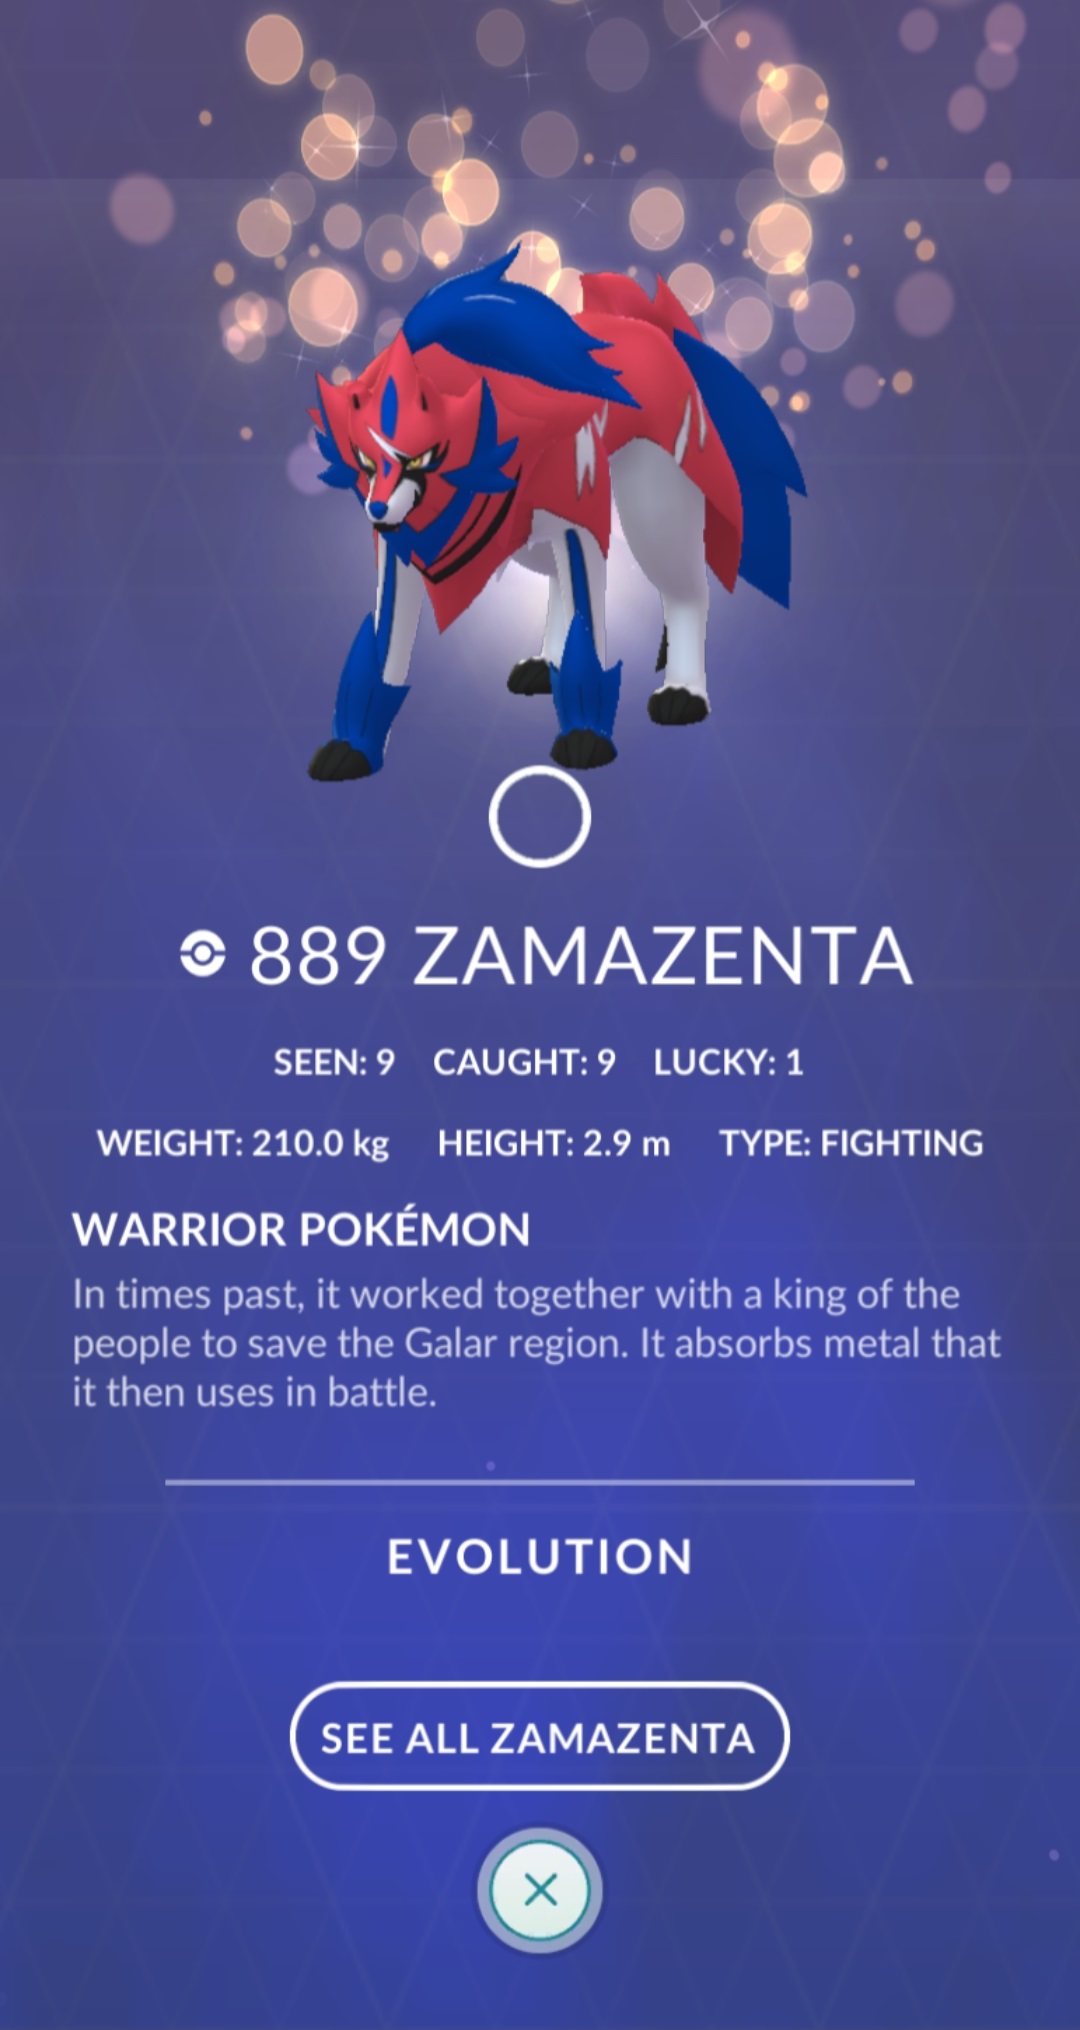 889 ZAMAZENTA
SEEN: 9 CAUGHT: 9 LUCKY: 1
WEIGHT: 210.0 kg HEIGHT: 2.9 m TYPE: FIGHTING
WARRIOR POKÉMON
In times past, it worked together with a king of the
people to save the Galar region. It absorbs metal that
it then uses in battle.
EVOLUTION
SEE ALL ZAMAZENTA